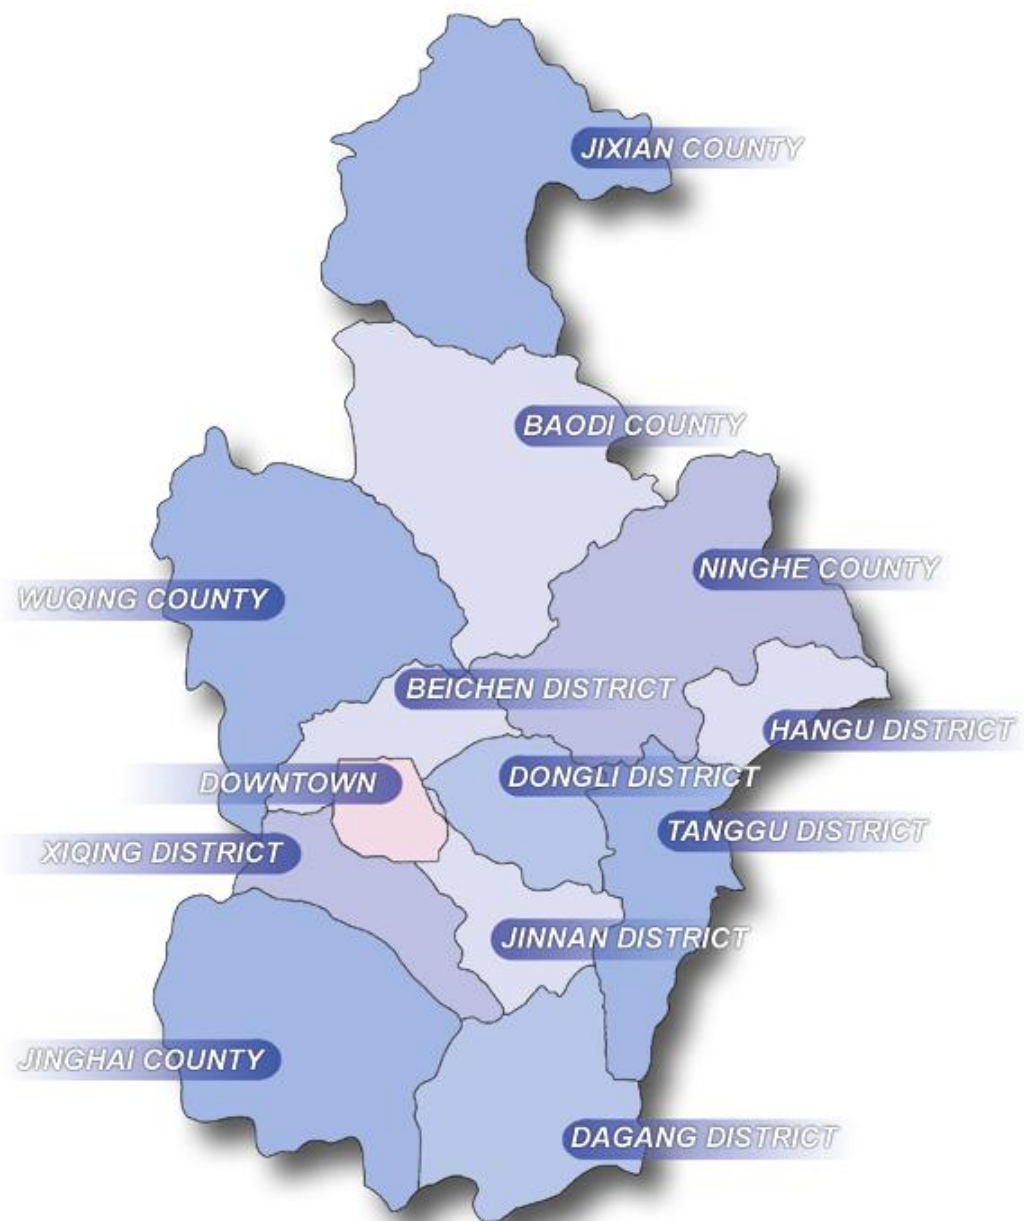 JIXIAN COUNTY
BAODI COUNTY
NINGHE COUNTY
WUQING COUNTY
BEICHEN DISTRICT
HANGU DISTRICT
DOWNTOWN
DONGLI DISTRICT
TANGGU DISTRICT
XIQING DISTRICT
JINNAN DISTRICT
JINGHAI COUNTY
DAGANG DISTRICT